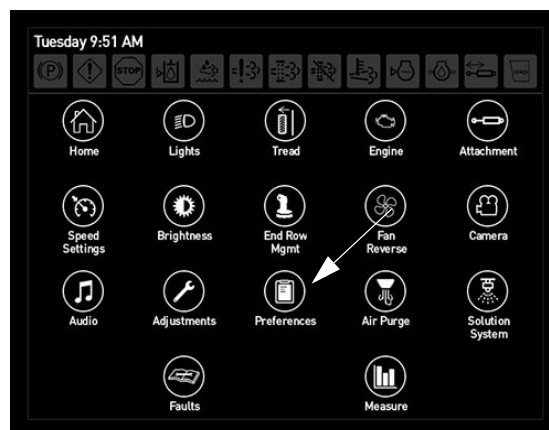 Tuesday 9:51 AM
(P) STOP
Home Lights Tread Engine Attachment
Speed Settings Brightness End Row Mgmt Fan Reverse Camera
Audio Adjustments Preferences Air Purge Solution System
Faults Measure